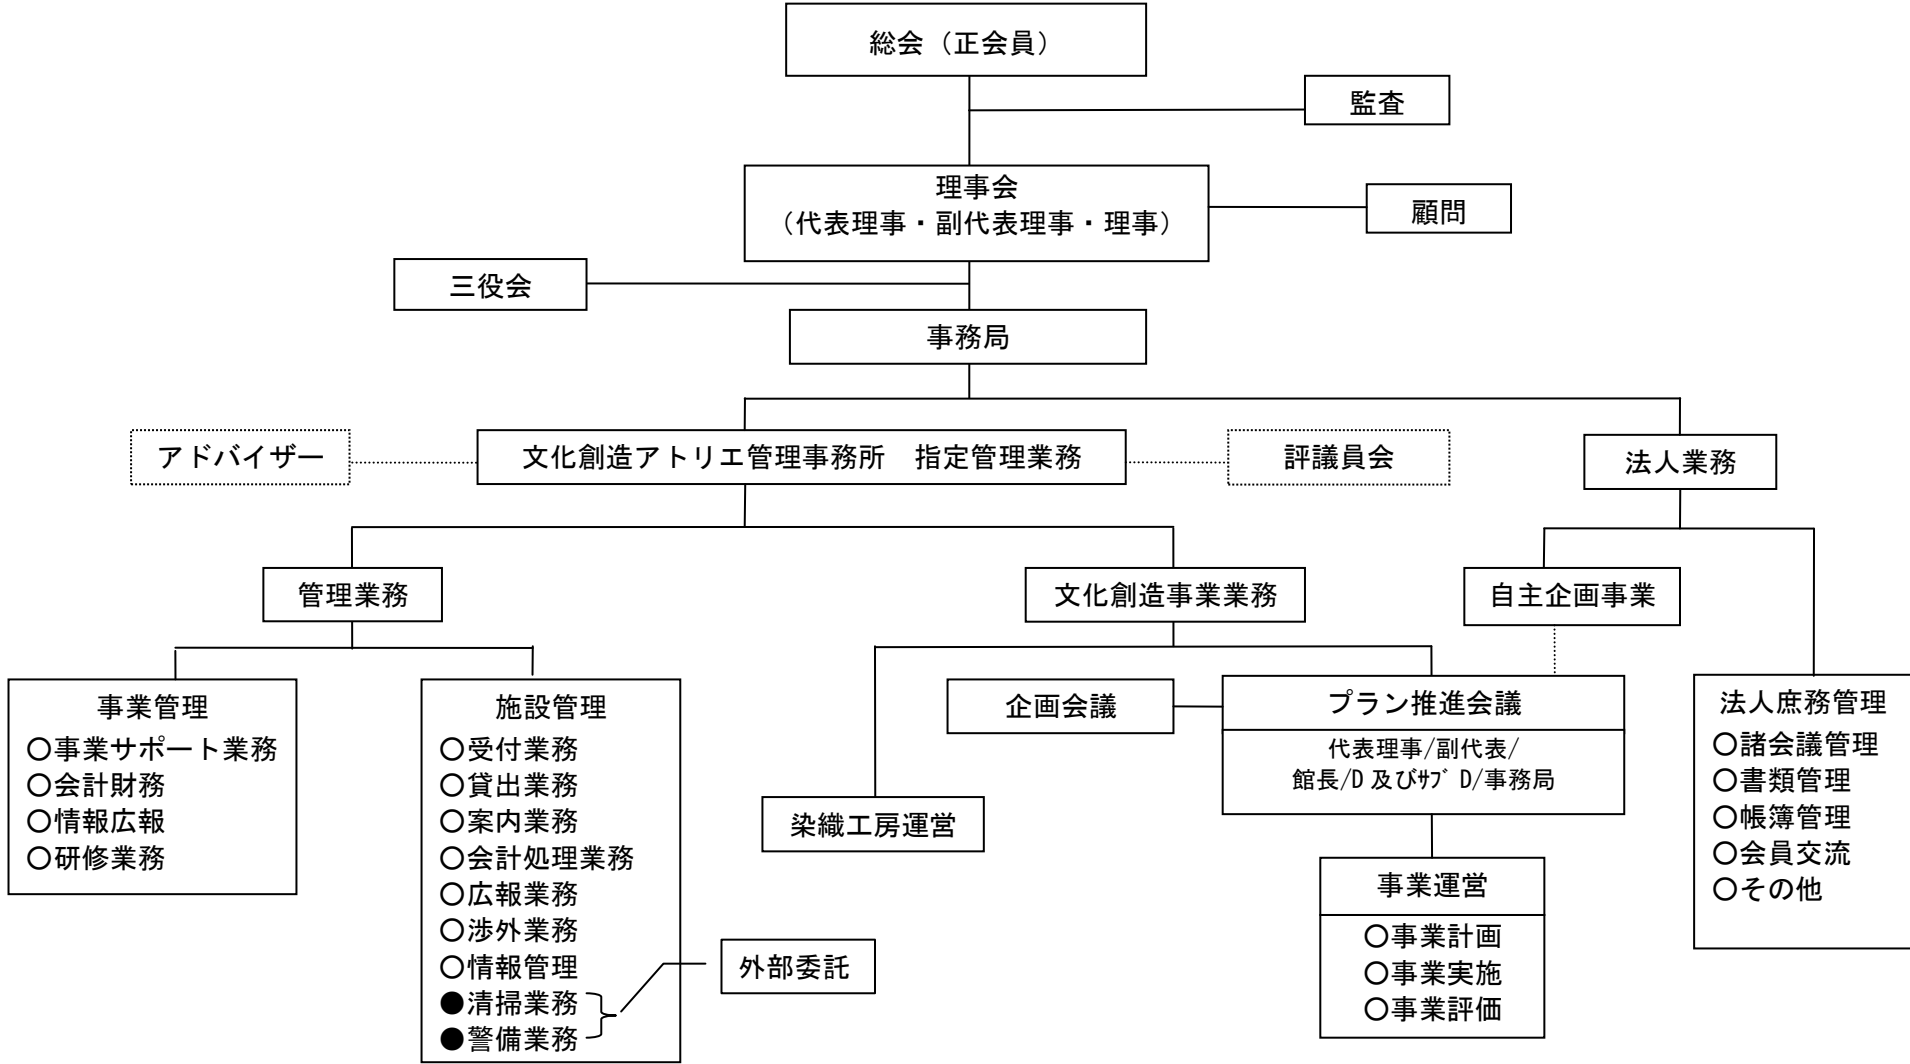 総会（正会員）
監査
理事会
（代表理事・副代表理事・理事）
顧問
三役会
事務局
アドバイザー
文化創造アトリエ管理事務所　指定管理業務
評議員会
法人業務
管理業務
文化創造事業業務
自主企画事業
事業管理
○事業サポート業務
○会計財務
○情報広報
○研修業務
施設管理
○受付業務
○貸出業務
○案内業務
○会計処理業務
○広報業務
○渉外業務
○情報管理
●清掃業務
●警備業務
外部委託
染織工房運営
企画会議
プラン推進会議
代表理事/副代表/
館長/D 及びｻﾌﾞ D/事務局
事業運営
○事業計画
○事業実施
○事業評価
法人庶務管理
○諸会議管理
○書類管理
○帳簿管理
○会員交流
○その他